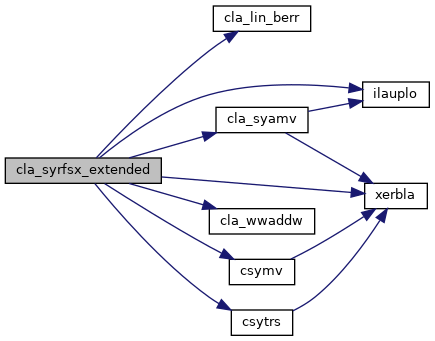 cla_lin_berr
ilauplo
cla_syamv
cla_syrfsx_extended
xerbla
cla_wwaddw
csymv
csytrs